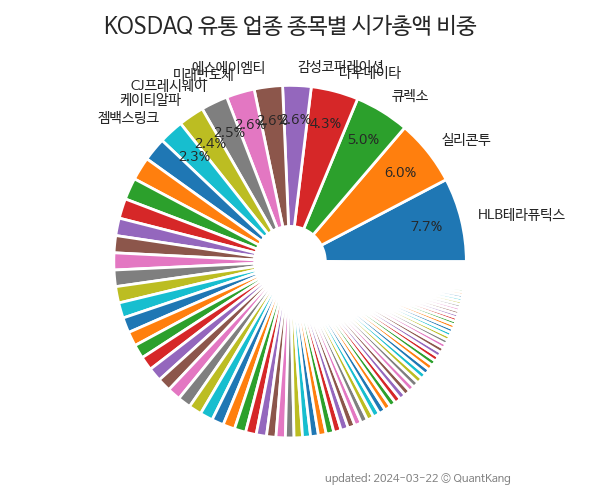 KOSDAQ 유통 업종 종목별 시가총액 비중
HLB테라퓨틱스
7.7%
실리콘투
6.0%
큐렉소
5.0%
다우데이타
4.3%
감성코퍼레이션
2.6%
에스에이엠티
2.6%
미래반도체
2.6%
CJ프레시웨이
2.5%
케이티알파
2.4%
젬백스링크
2.3%
updated: 2024-03-22 © QuantKang